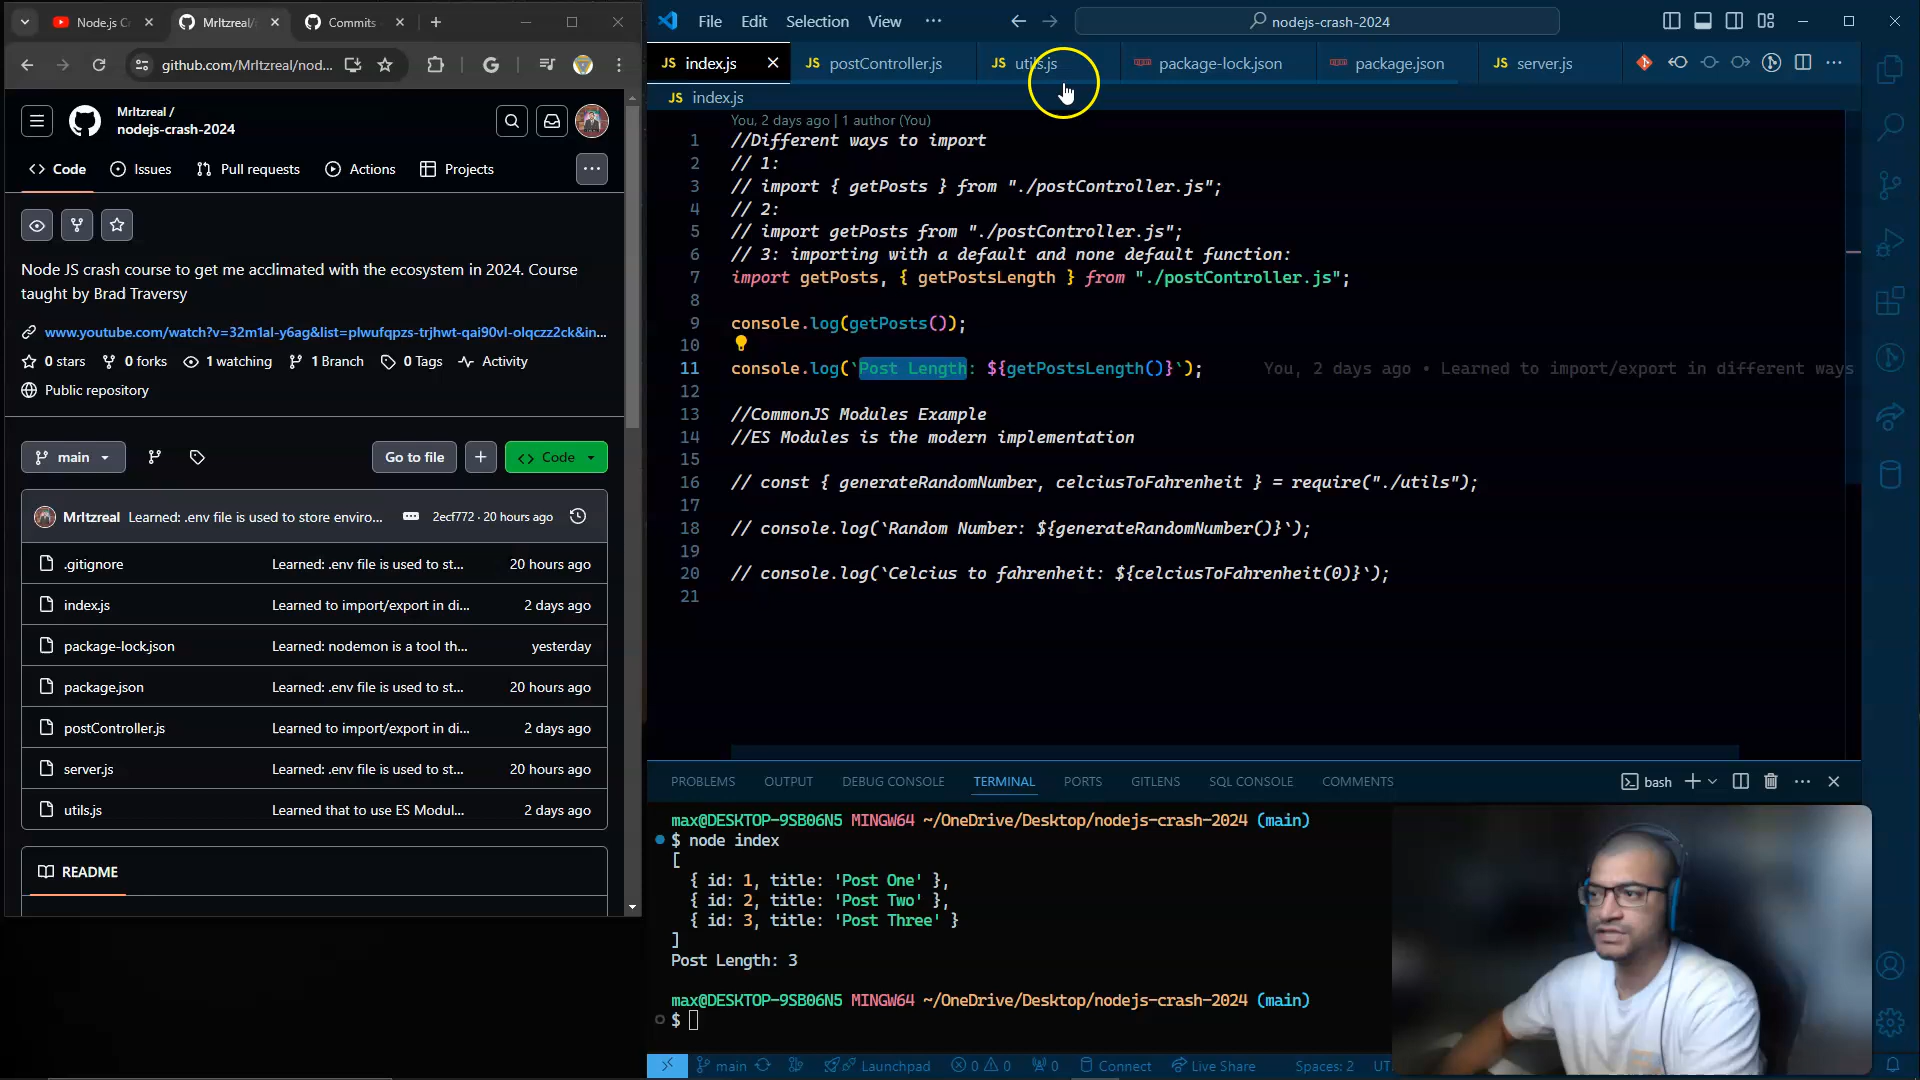 Node.js C
MrItzreal/
Commits
github.com/MrItzreal/nod...
MrItzreal /
nodejs-crash-2024
Code
Issues
Pull requests
Actions
Projects
Node JS crash course to get me acclimated with the ecosystem in 2024. Course
taught by Brad Traversy
www.youtube.com/watch?v=32m1al-y6ag&list=plwufqpzs-trjhwt-qai90vl-olqczz2ck&in...
0 stars
0 forks
1 watching
1 Branch
0 Tags
Activity
Public repository
main
Go to file
Code
MrItzreal Learned: .env file is used to store enviro... 2ecf772 · 20 hours ago
.gitignore Learned: .env file is used to st... 20 hours ago
index.js Learned to import/export in di... 2 days ago
package-lock.json Learned: nodemon is a tool th... yesterday
package.json Learned: .env file is used to st... 20 hours ago
postController.js Learned to import/export in di... 2 days ago
server.js Learned: .env file is used to st... 20 hours ago
utils.js Learned that to use ES Modul... 2 days ago
README
File Edit Selection View ···
nodejs-crash-2024
JS index.js
JS postController.js
JS utils.js
package-lock.json
package.json
JS server.js
JS index.js
You, 2 days ago | 1 author (You)
1 //Different ways to import
2 // 1:
3 // import { getPosts } from "./postController.js";
4 // 2:
5 // import getPosts from "./postController.js";
6 // 3: importing with a default and none default function:
7 import getPosts, { getPostsLength } from "./postController.js";
8
9 console.log(getPosts());
10
11 console.log(`Post Length: ${getPostsLength()}`); You, 2 days ago • Learned to import/export in different ways
12
13 //CommonJS Modules Example
14 //ES Modules is the modern implementation
15
16 // const { generateRandomNumber, celciusToFahrenheit } = require("./utils");
17
18 // console.log(`Random Number: ${generateRandomNumber()}`);
19
20 // console.log(`Celcius to fahrenheit: ${celciusToFahrenheit(0)}`);
21
PROBLEMS OUTPUT DEBUG CONSOLE TERMINAL PORTS GITLENS SQL CONSOLE COMMENTS
bash
max@DESKTOP-9SB06N5 MINGW64 ~/OneDrive/Desktop/nodejs-crash-2024 (main)
$ node index
[
{ id: 1, title: 'Post One' },
{ id: 2, title: 'Post Two' },
{ id: 3, title: 'Post Three' }
]
Post Length: 3
max@DESKTOP-9SB06N5 MINGW64 ~/OneDrive/Desktop/nodejs-crash-2024 (main)
$
main Launchpad 0 0 0 Connect Live Share Spaces: 2 UT